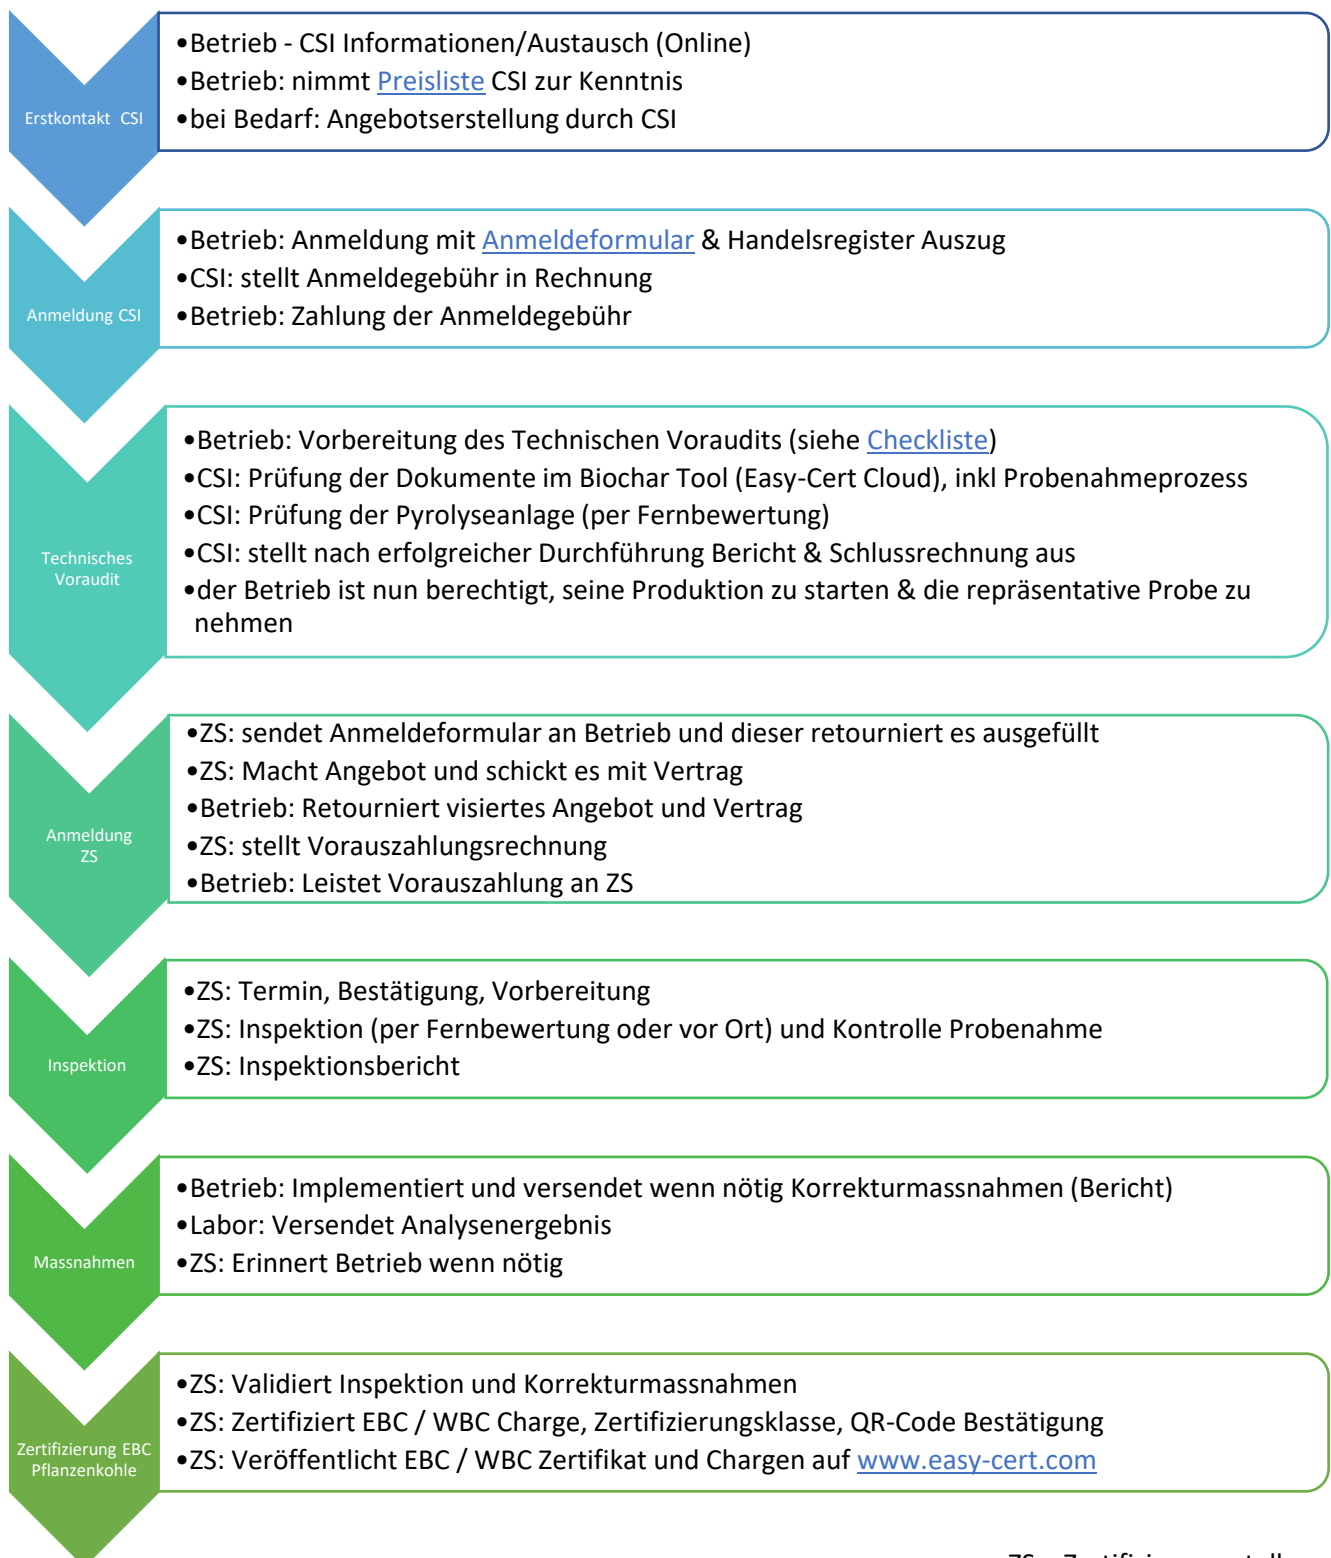 Erstkontakt CSI
•Betrieb - CSI Informationen/Austausch (Online)
•Betrieb: nimmt Preisliste CSI zur Kenntnis
•bei Bedarf: Angebotserstellung durch CSI
Anmeldung CSI
•Betrieb: Anmeldung mit Anmeldeformular & Handelsregister Auszug
•CSI: stellt Anmeldegebühr in Rechnung
•Betrieb: Zahlung der Anmeldegebühr
Technisches
Voraudit
•Betrieb: Vorbereitung des Technischen Voraudits (siehe Checkliste)
•CSI: Prüfung der Dokumente im Biochar Tool (Easy-Cert Cloud), inkl Probenahmeprozess
•CSI: Prüfung der Pyrolyseanlage (per Fernbewertung)
•CSI: stellt nach erfolgreicher Durchführung Bericht & Schlussrechnung aus
•der Betrieb ist nun berechtigt, seine Produktion zu starten & die repräsentative Probe zu
nehmen
Anmeldung
ZS
•ZS: sendet Anmeldeformular an Betrieb und dieser retourniert es ausgefüllt
•ZS: Macht Angebot und schickt es mit Vertrag
•Betrieb: Retourniert visiertes Angebot und Vertrag
•ZS: stellt Vorauszahlungsrechnung
•Betrieb: Leistet Vorauszahlung an ZS
Inspektion
•ZS: Termin, Bestätigung, Vorbereitung
•ZS: Inspektion (per Fernbewertung oder vor Ort) und Kontrolle Probenahme
•ZS: Inspektionsbericht
Massnahmen
•Betrieb: Implementiert und versendet wenn nötig Korrekturmassnahmen (Bericht)
•Labor: Versendet Analysenergebnis
•ZS: Erinnert Betrieb wenn nötig
Zertifizierung EBC
Pflanzenkohle
•ZS: Validiert Inspektion und Korrekturmassnahmen
•ZS: Zertifiziert EBC / WBC Charge, Zertifizierungsklasse, QR-Code Bestätigung
•ZS: Veröffentlicht EBC / WBC Zertifikat und Chargen auf www.easy-cert.com